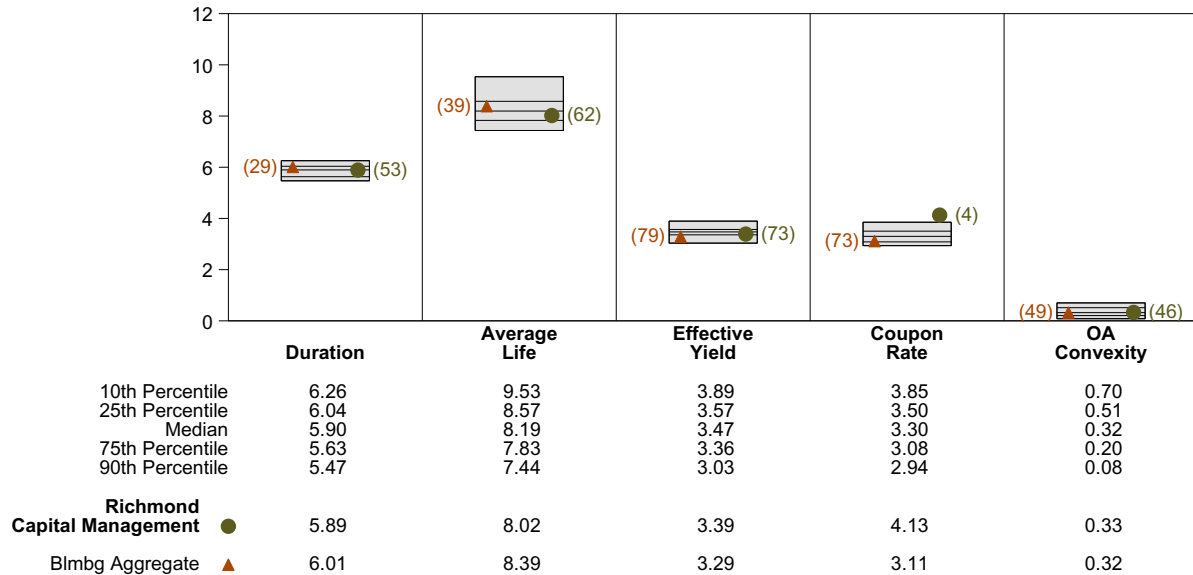 12
10
8
6
4
2
0
(29)
(53)
(39)
(62)
(79)
(73)
(73)
(4)
(49)
(46)
Duration Average Life Effective Yield Coupon Rate OA Convexity
10th Percentile 6.26 9.53 3.89 3.85 0.70
25th Percentile 6.04 8.57 3.57 3.50 0.51
Median 5.90 8.19 3.47 3.30 0.32
75th Percentile 5.63 7.83 3.36 3.08 0.20
90th Percentile 5.47 7.44 3.03 2.94 0.08
Richmond
Capital Management 5.89 8.02 3.39 4.13 0.33
Blmbg Aggregate 6.01 8.39 3.29 3.11 0.32